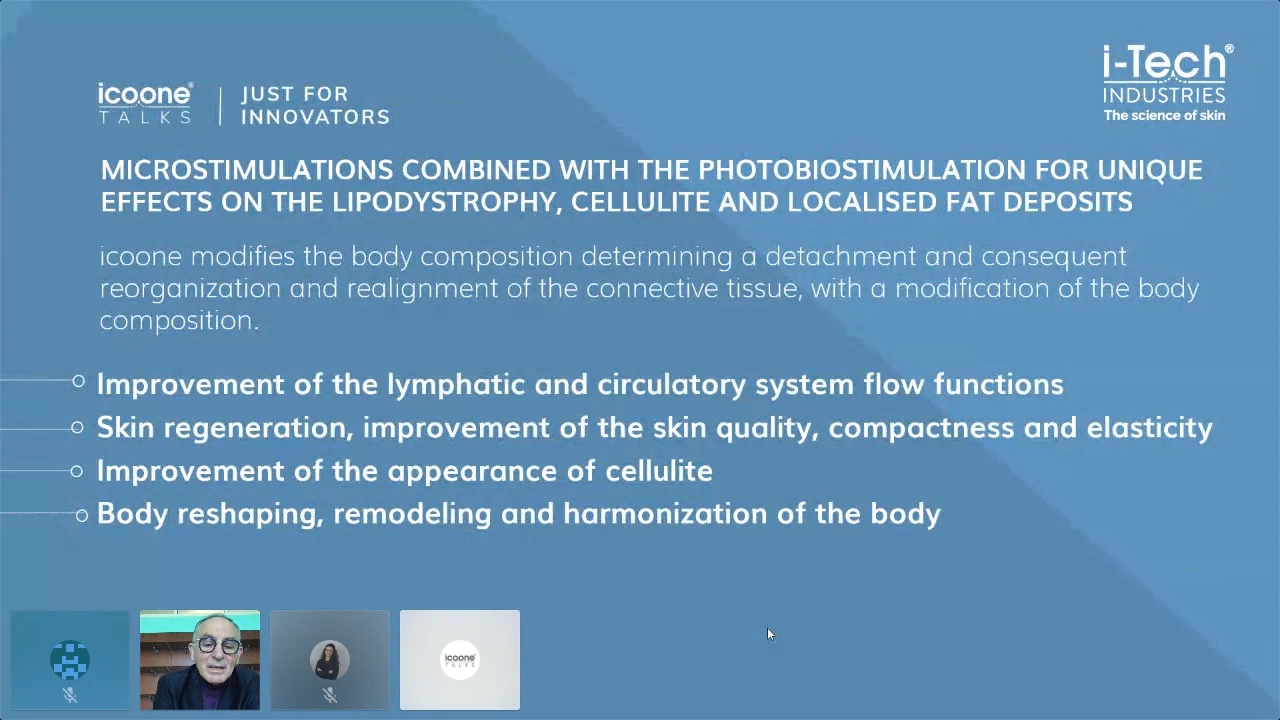 icoone®
TALKS
JUST FOR
INNOVATORS
i-Tech®
INDUSTRIES
The science of skin
MICROSTIMULATIONS COMBINED WITH THE PHOTOBIOSTIMULATION FOR UNIQUE
EFFECTS ON THE LIPODYSTROPHY, CELLULITE AND LOCALISED FAT DEPOSITS
icoone modifies the body composition determining a detachment and consequent
reorganization and realignment of the connective tissue, with a modification of the body
composition.
Improvement of the lymphatic and circulatory system flow functions
Skin regeneration, improvement of the skin quality, compactness and elasticity
Improvement of the appearance of cellulite
Body reshaping, remodeling and harmonization of the body
icoone
TALKS